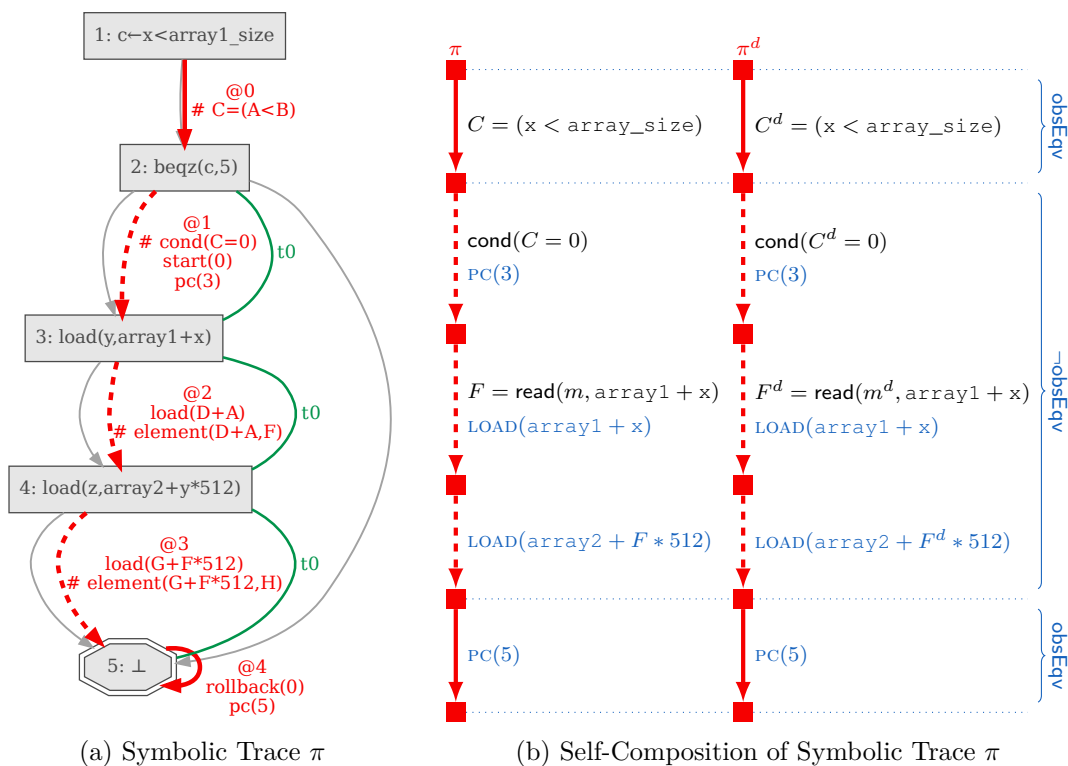 1: c←x<array1_size
@0
# C=(A<B)
2: beqz(c,5)
@1
# cond(C=0)
start(0)
pc(3)
t0
3: load(y,array1+x)
@2
load(D+A)
# element(D+A,F)
t0
4: load(z,array2+y*512)
@3
load(G+F*512)
# element(G+F*512,H)
t0
5: ⊥
@4
rollback(0)
pc(5)
(a) Symbolic Trace π
π
π^d
C = (x < array_size)
C^d = (x < array_size)
obsEqv
cond(C = 0)
PC(3)
cond(C^d = 0)
PC(3)
F = read(m, array1 + x)
LOAD(array1 + x)
F^d = read(m^d, array1 + x)
LOAD(array1 + x)
¬obsEqv
LOAD(array2 + F * 512)
LOAD(array2 + F^d * 512)
PC(5)
PC(5)
obsEqv
(b) Self-Composition of Symbolic Trace π